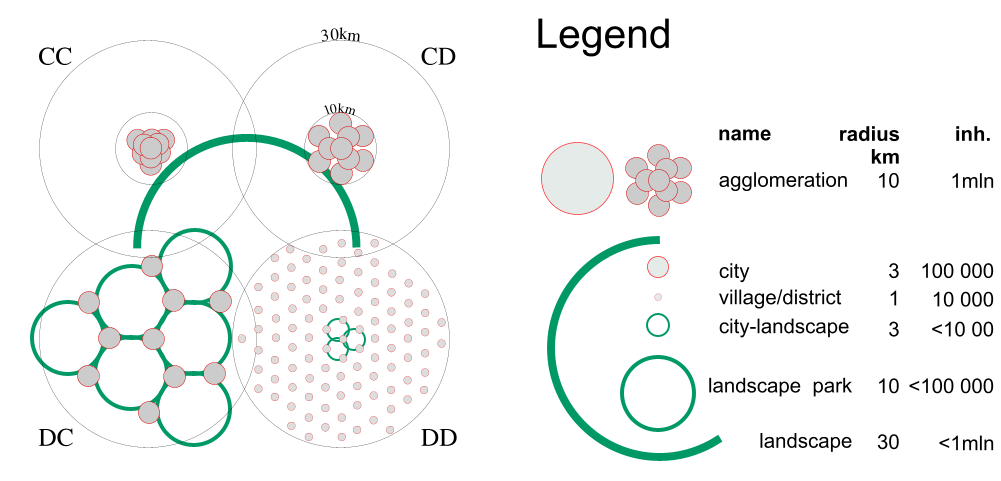 30km
CC
CD
10km
DC
DD
Legend
name radius inh.
km
agglomeration 10 1mln
city 3 100 000
village/district 1 10 000
city-landscape 3 <10 00
landscape park 10 <100 000
landscape 30 <1mln